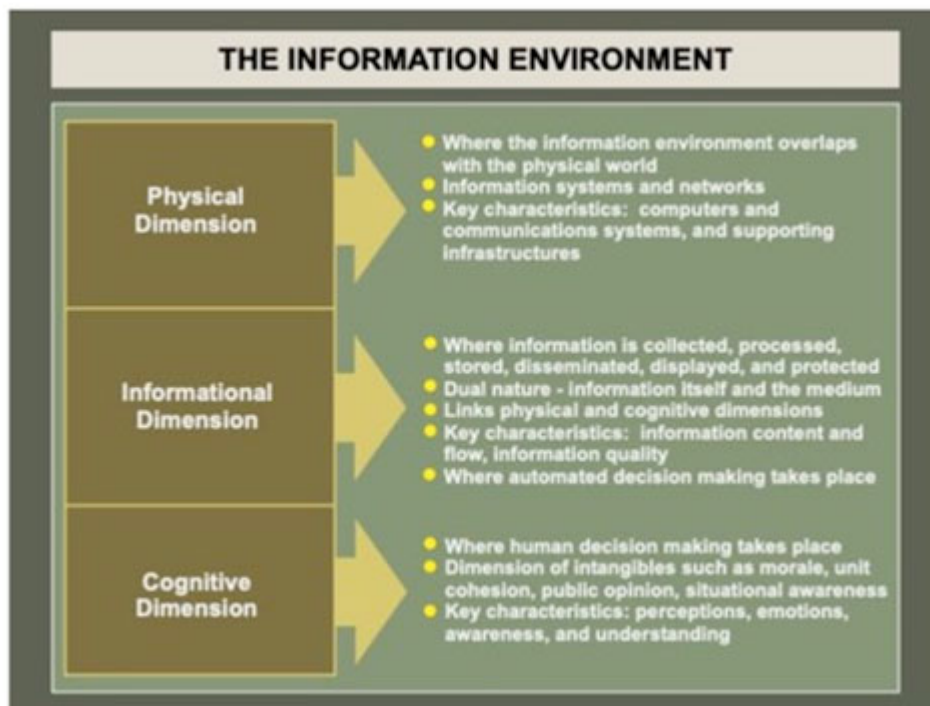 THE INFORMATION ENVIRONMENT
Physical
Dimension
Where the information environment overlaps
with the physical world
Information systems and networks
Key characteristics: computers and
communications systems, and supporting
infrastructures
Informational
Dimension
Where information is collected, processed,
stored, disseminated, displayed, and protected
Dual nature - information itself and the medium
Links physical and cognitive dimensions
Key characteristics: information content and
flow, information quality
Where automated decision making takes place
Cognitive
Dimension
Where human decision making takes place
Dimension of intangibles such as morale, unit
cohesion, public opinion, situational awareness
Key characteristics: perceptions, emotions,
awareness, and understanding